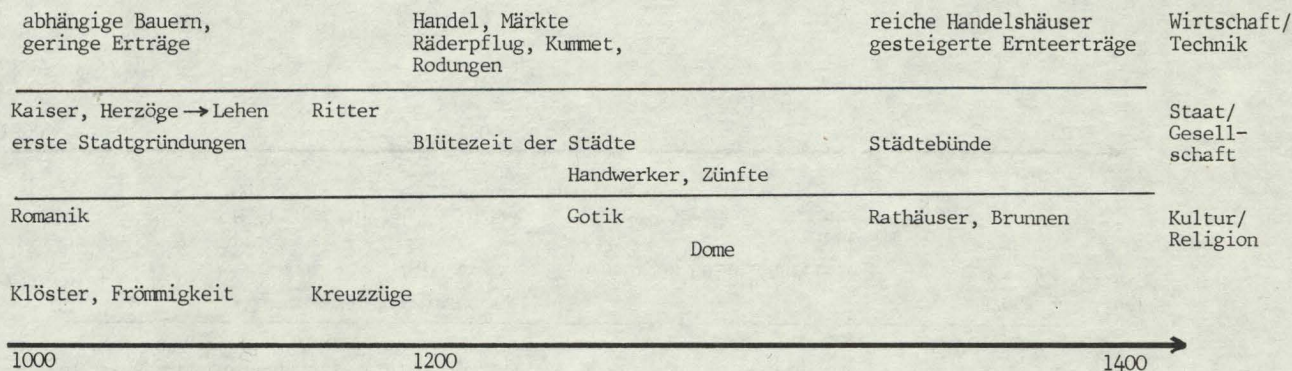 abhängige Bauern,
geringe Erträge
Handel, Märkte
Räderpflug, Kummet,
Rodungen
reiche Handelshäuser
gesteigerte Ernteerträge
Wirtschaft/
Technik
Kaiser, Herzöge → Lehen
Ritter
erste Stadtgründungen
Blütezeit der Städte
Handwerker, Zünfte
Städtebünde
Staat/
Gesell-
schaft
Romanik
Gotik
Dome
Rathäuser, Brunnen
Klöster, Frömmigkeit
Kreuzzüge
Kultur/
Religion
1000
1200
1400